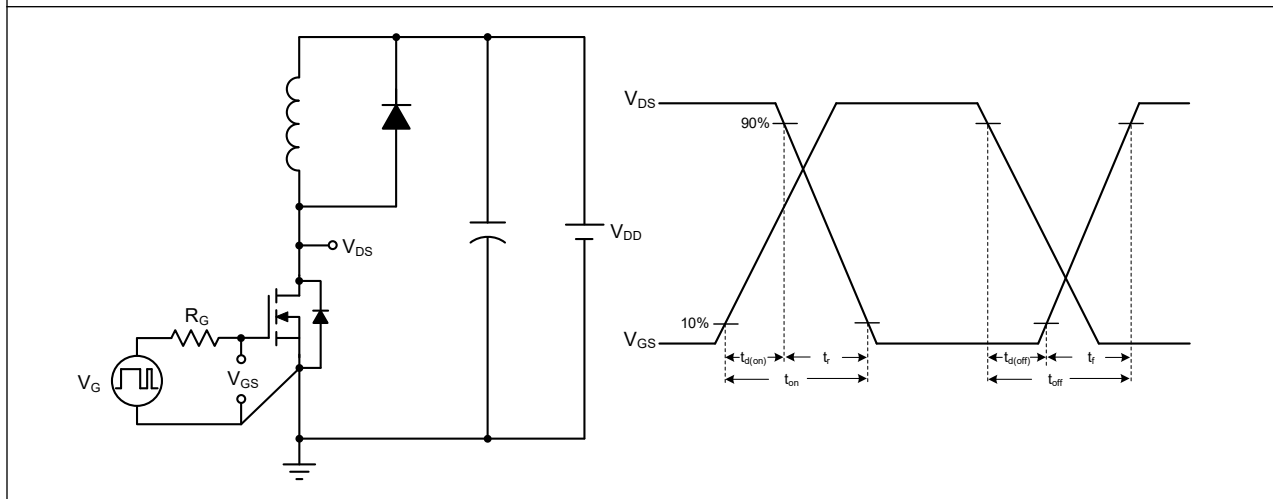 V_DS
V_DD
R_G
V_GS
V_G
V_DS
90%
10%
V_GS
t_d(on)
t_r
t_on
t_d(off)
t_f
t_off